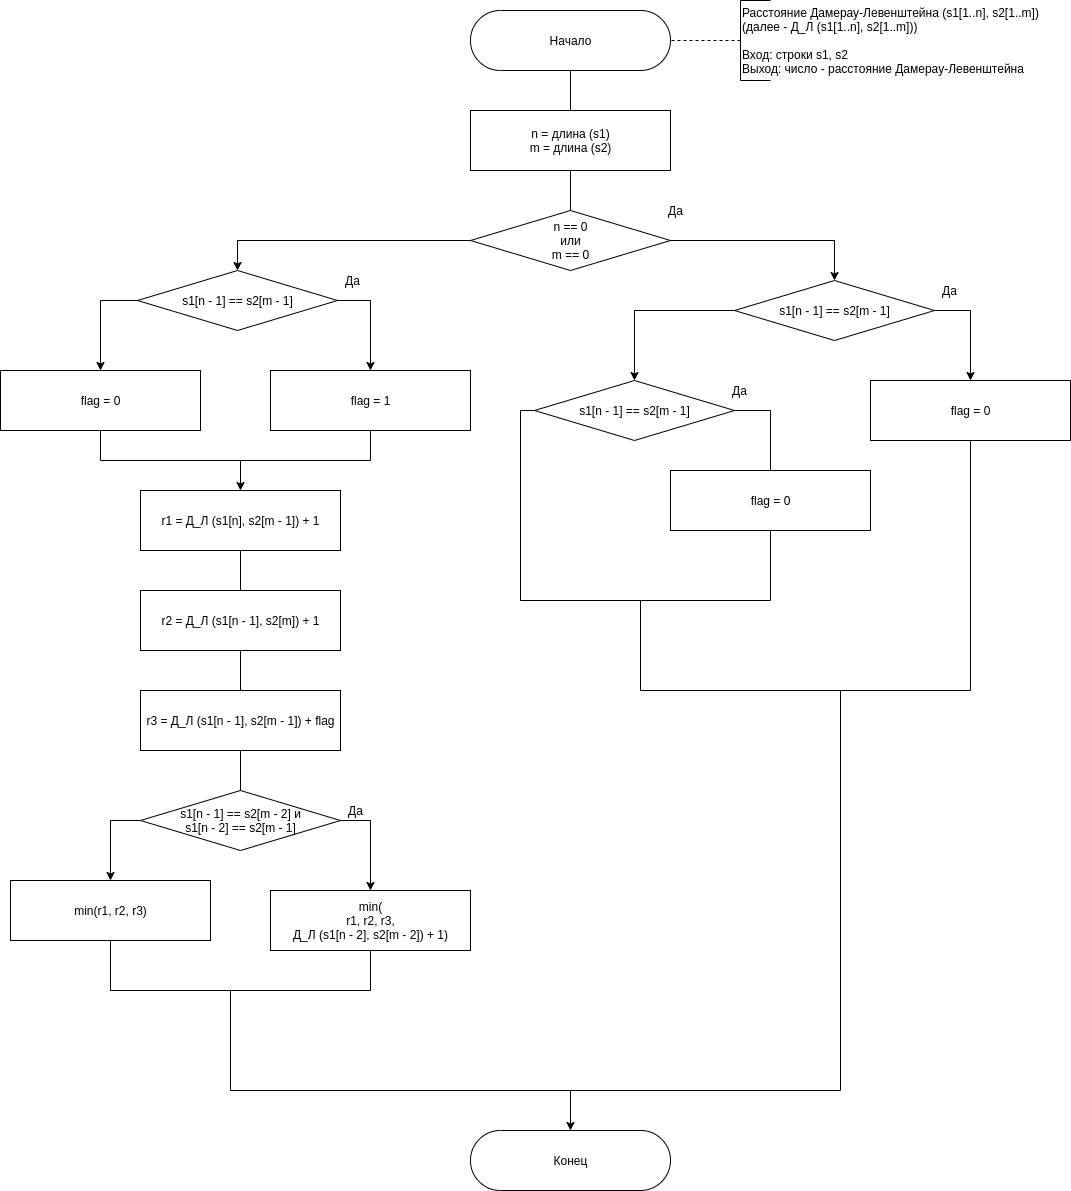 Начало
Расстояние Дамерау-Левенштейна (s1[1..n], s2[1..m])
(далее - Д_Л (s1[1..n], s2[1..m]))
Вход: строки s1, s2
Выход: число - расстояние Дамерау-Левенштейна
n = длина (s1)
m = длина (s2)
Да
n == 0
или
m == 0
s1[n - 1] == s2[m - 1]
Да
s1[n - 1] == s2[m - 1]
Да
flag = 0
flag = 1
s1[n - 1] == s2[m - 1]
Да
flag = 0
flag = 0
r1 = Д_Л (s1[n], s2[m - 1]) + 1
r2 = Д_Л (s1[n - 1], s2[m]) + 1
r3 = Д_Л (s1[n - 1], s2[m - 1]) + flag
s1[n - 1] == s2[m - 2] и
s1[n - 2] == s2[m - 1]
Да
min(r1, r2, r3)
min(
r1, r2, r3,
Д_Л (s1[n - 2], s2[m - 2]) + 1)
Конец